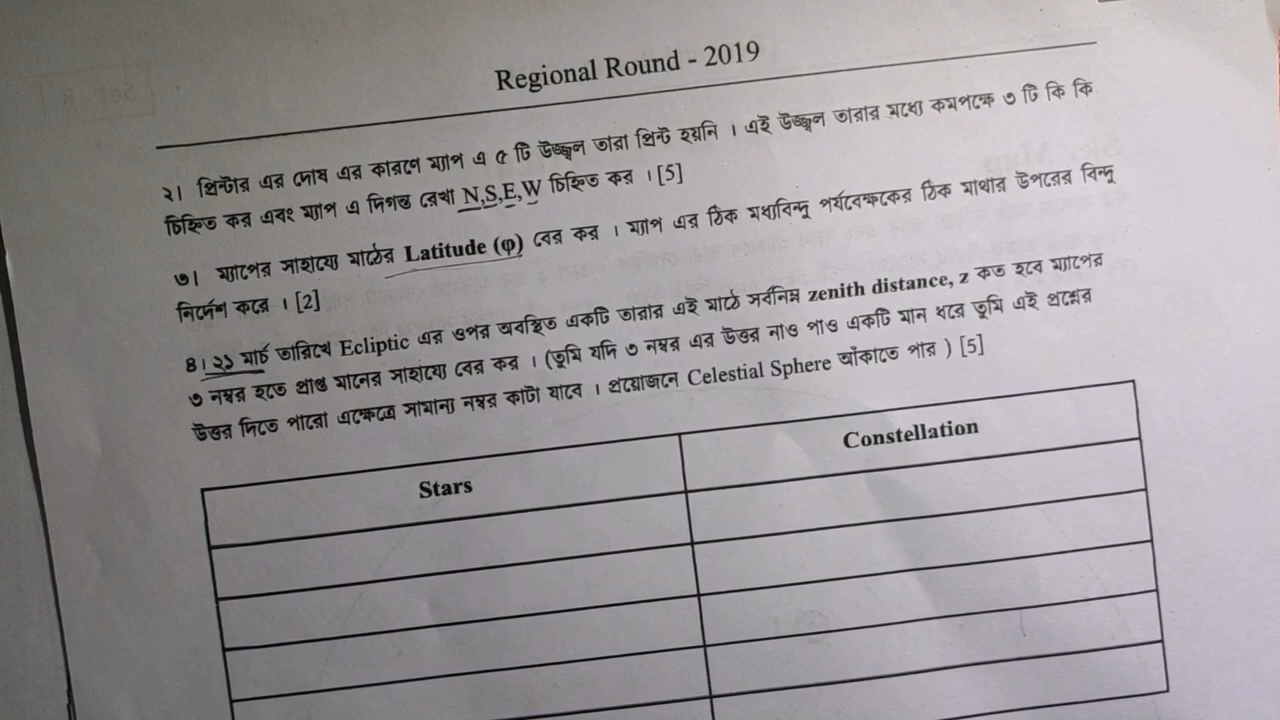 Regional Round - 2019
২। প্রিন্টার এর দোষ এর কারণে ম্যাপ এ ৫ টি উজ্জ্বল তারা প্রিন্ট হয়নি । এই উজ্জ্বল তারার মধ্যে কমপক্ষে ৩ টি কি কি
চিহ্নিত কর এবং ম্যাপ এ দিগন্ত রেখা N,S,E,W চিহ্নিত কর ।[5]
৩। ম্যাপের সাহায্যে মাঠের Latitude (φ) বের কর । ম্যাপ এর ঠিক মধ্যবিন্দু পর্যবেক্ষকের ঠিক মাথার উপরের বিন্দু
নির্দেশ করে ।[2]
৪। ২১ মার্চ তারিখে Ecliptic এর ওপর অবস্থিত একটি তারার এই মাঠে সর্বনিম্ন zenith distance, z কত হবে ম্যাপের
৩ নম্বর হতে প্রাপ্ত মানের সাহায্যে বের কর । (তুমি যদি ৩ নম্বর এর উত্তর নাও পাও একটি মান ধরে তুমি এই প্রশ্নের
উত্তর দিতে পারো এক্ষেত্রে সামান্য নম্বর কাটা যাবে । প্রয়োজনে Celestial Sphere আঁকাতে পার ) [5]
Stars Constellation